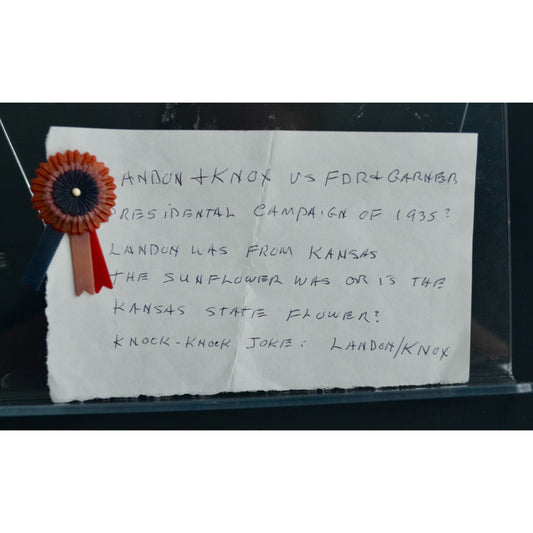 ANDON + KNOX VS FDR + GARNER
PRESIDENTAL CAMPAIGN OF 1935?
LANDON WAS FROM KANSAS
THE SUNFLOWER WAS OR IS THE
KANSAS STATE FLOWER?
KNOCK-KNOCK JOKE: LANDON/KNOX